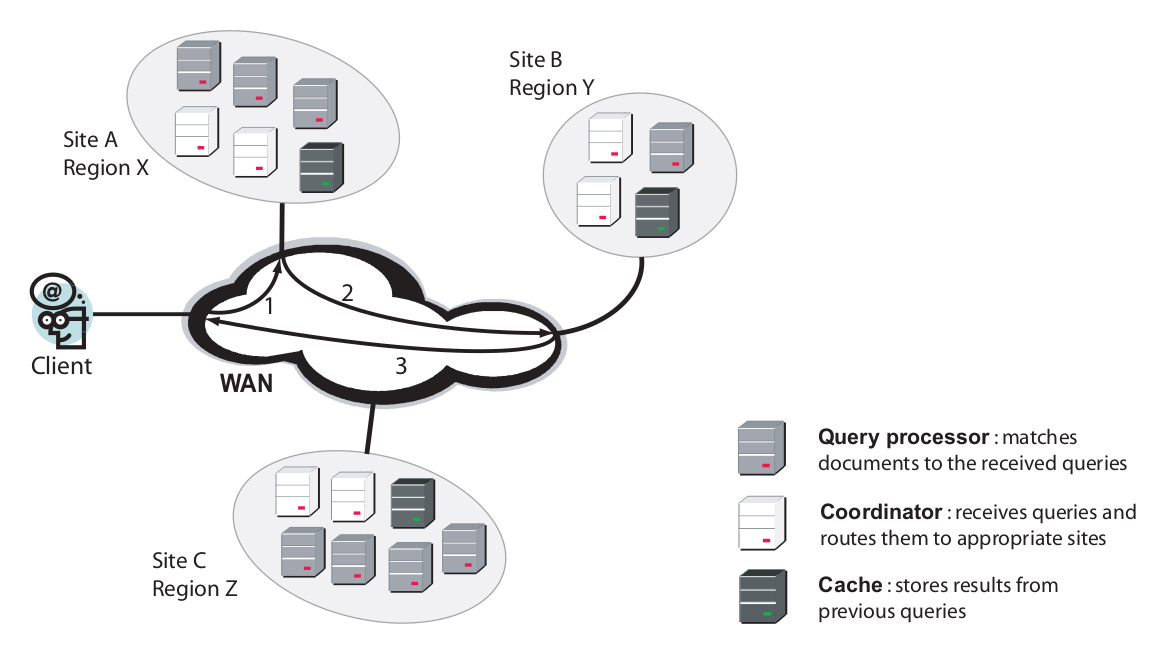 Site B
Region Y
Site A
Region X
@
1
2
3
Client
WAN
Query processor : matches
documents to the received queries
Coordinator : receives queries and
routes them to appropriate sites
Cache : stores results from
previous queries
Site C
Region Z